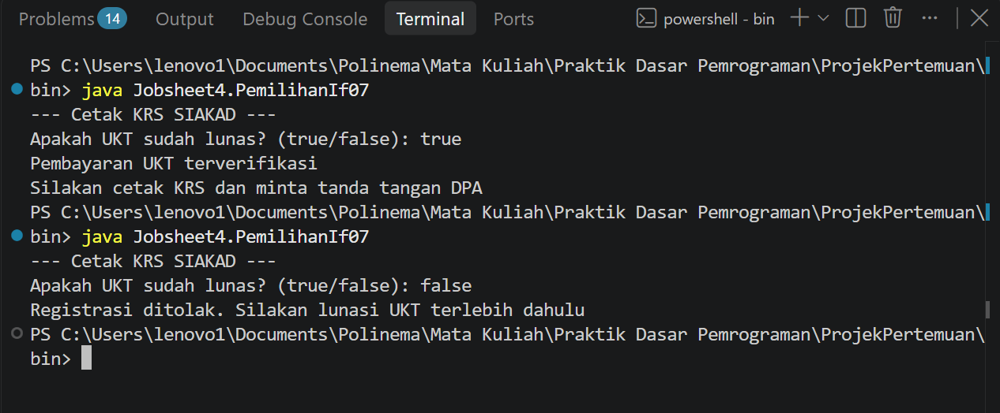 Problems 14 Output Debug Console Terminal Ports powershell - bin
PS C:\Users\lenovo1\Documents\Polinema\Mata Kuliah\Praktik Dasar Pemrograman\ProjekPertemuan\
bin> java Jobsheet4.PemilihanIf07
--- Cetak KRS SIAKAD ---
Apakah UKT sudah lunas? (true/false): true
Pembayaran UKT terverifikasi
Silakan cetak KRS dan minta tanda tangan DPA
PS C:\Users\lenovo1\Documents\Polinema\Mata Kuliah\Praktik Dasar Pemrograman\ProjekPertemuan\
bin> java Jobsheet4.PemilihanIf07
--- Cetak KRS SIAKAD ---
Apakah UKT sudah lunas? (true/false): false
Registrasi ditolak. Silakan lunasi UKT terlebih dahulu
PS C:\Users\lenovo1\Documents\Polinema\Mata Kuliah\Praktik Dasar Pemrograman\ProjekPertemuan\
bin>